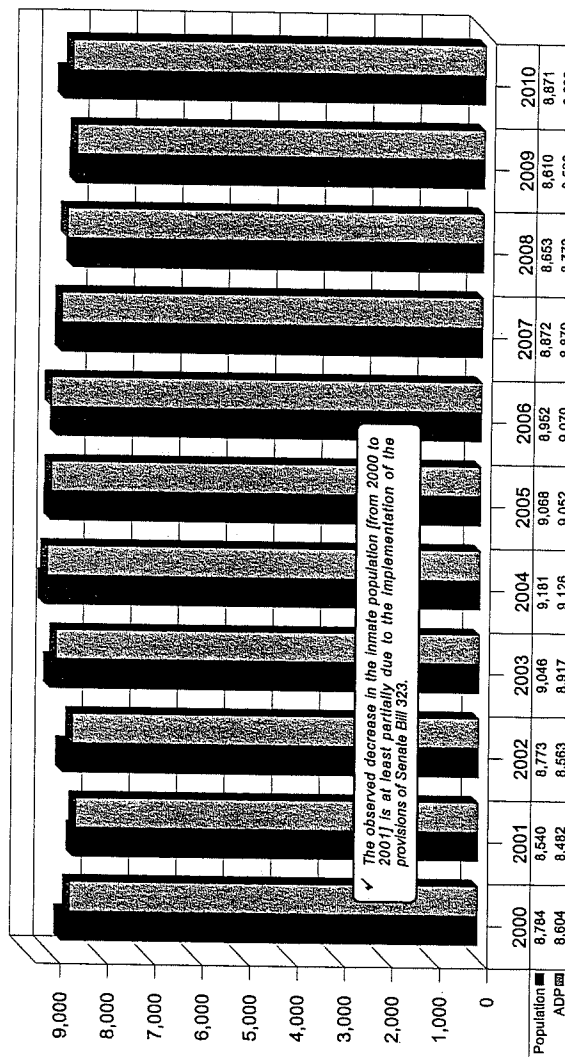 9,000
8,000
7,000
6,000
5,000
4,000
3,000
2,000
1,000
0
✓ The observed decrease in the inmate population [from 2000 to
2001] is at least partially due to the implementation of the
provisions of Senate Bill 323.
2000 2001 2002 2003 2004 2005 2006 2007 2008 2009 2010
Population 8,784 8,540 8,773 9,046 9,181 9,068 8,952 8,872 8,653 8,610 8,871
ADP 8,604 8,482 8,563 8,917 9,126 9,052